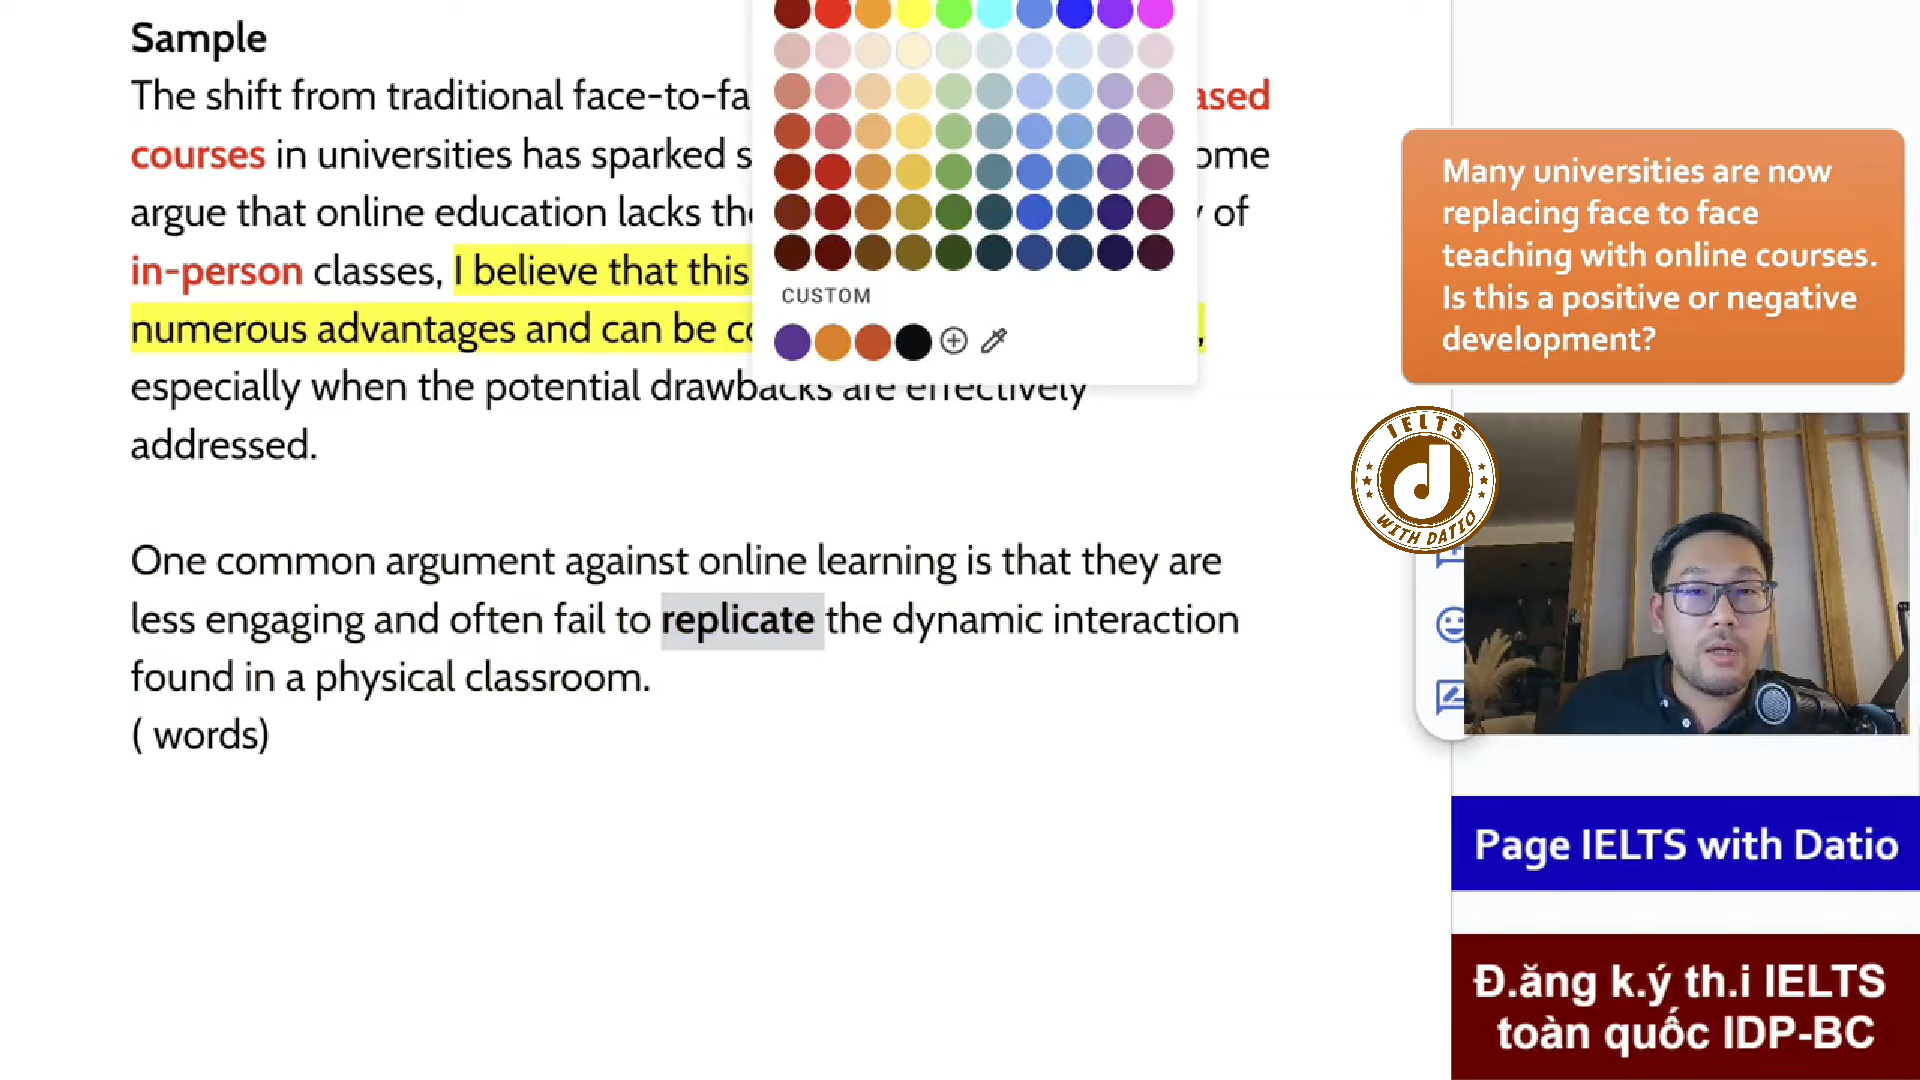 Sample
The shift from traditional face-to-fa
courses in universities has sparked s ome
argue that online education lacks the of
in-person classes, I believe that this
numerous advantages and can be co ,
especially when the potential drawbacks are effectively
addressed.
One common argument against online learning is that they are
less engaging and often fail to replicate the dynamic interaction
found in a physical classroom.
( words)
CUSTOM
Many universities are now
replacing face to face
teaching with online courses.
Is this a positive or negative
development?
IELTS
WITH DATIO
Page IELTS with Datio
Đ.ăng k.ý th.i IELTS
toàn quốc IDP-BC